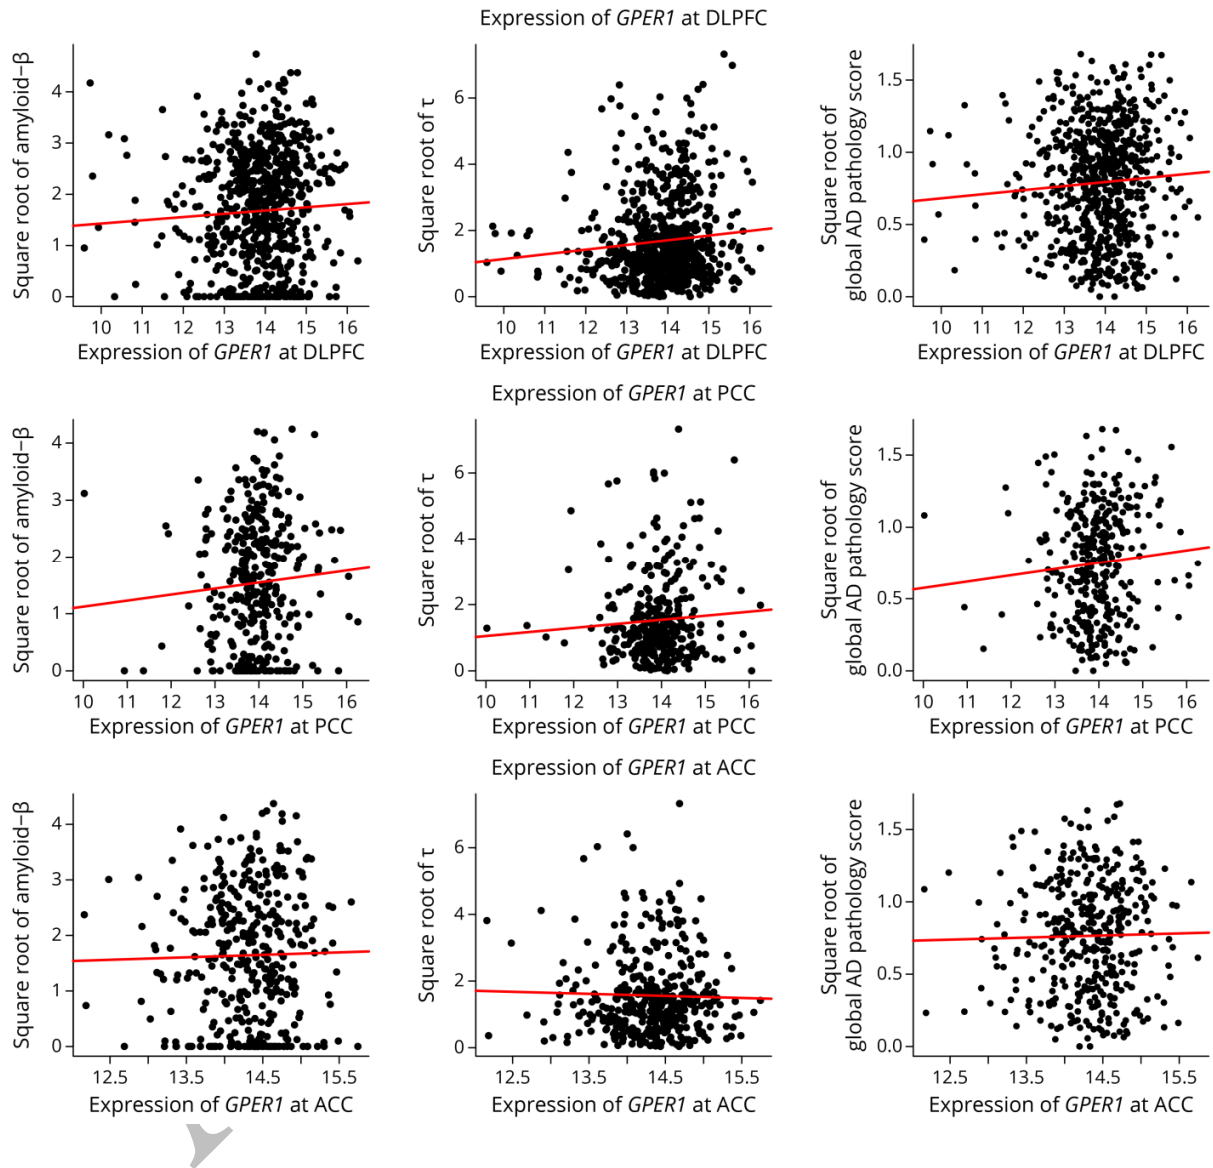 Expression of GPER1 at DLPFC
Square root of amyloid−β
4
3
2
1
0
10 11 12 13 14 15 16
Expression of GPER1 at DLPFC
Square root of τ
6
4
2
0
10 11 12 13 14 15 16
Expression of GPER1 at DLPFC
Square root of
global AD pathology score
1.5
1.0
0.5
0.0
10 11 12 13 14 15 16
Expression of GPER1 at DLPFC
Expression of GPER1 at PCC
Square root of amyloid−β
4
3
2
1
0
10 11 12 13 14 15 16
Expression of GPER1 at PCC
Square root of τ
6
4
2
0
10 11 12 13 14 15 16
Expression of GPER1 at PCC
Square root of
global AD pathology score
1.5
1.0
0.5
0.0
10 11 12 13 14 15 16
Expression of GPER1 at PCC
Expression of GPER1 at ACC
Square root of amyloid−β
4
3
2
1
0
12.5 13.5 14.5 15.5
Expression of GPER1 at ACC
Square root of τ
6
4
2
0
12.5 13.5 14.5 15.5
Expression of GPER1 at ACC
Square root of
global AD pathology score
1.5
1.0
0.5
0.0
12.5 13.5 14.5 15.5
Expression of GPER1 at ACC